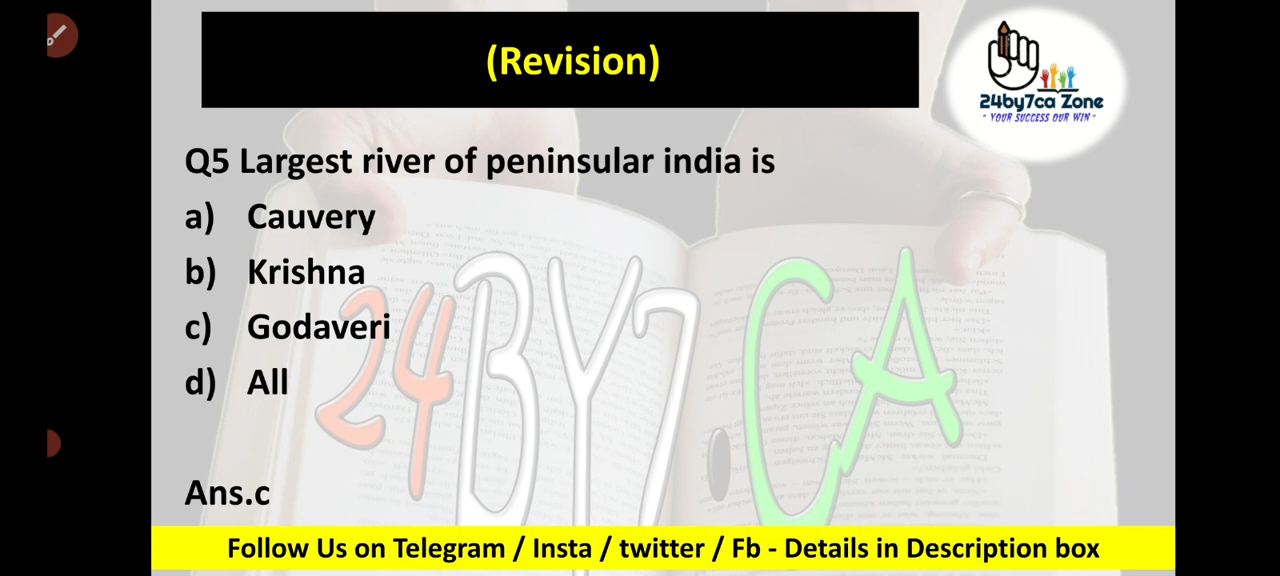 (Revision)
24by7ca Zone
" YOUR SUCCESS OUR WIN "
Q5 Largest river of peninsular india is
a) Cauvery
b) Krishna
c) Godaveri
d) All
24BY7.CA
Ans.c
Follow Us on Telegram / Insta / twitter / Fb - Details in Description box